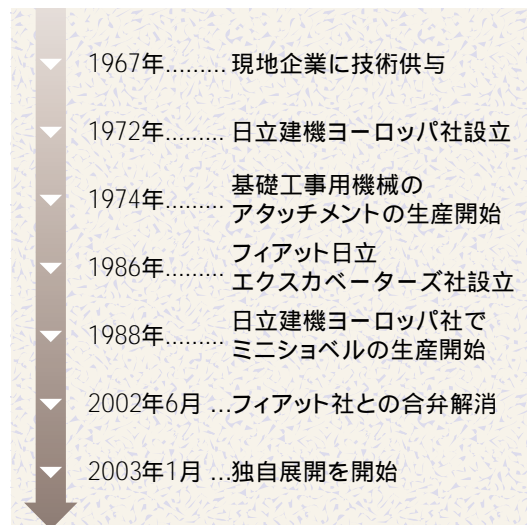 1967年.........現地企業に技術供与
1972年.........日立建機ヨーロッパ社設立
1974年.........基礎工事用機械の
アタッチメントの生産開始
1986年.........フィアット日立
エクスカベーターズ社設立
1988年.........日立建機ヨーロッパ社で
ミニショベルの生産開始
2002年6月 ...フィアット社との合弁解消
2003年1月 ...独自展開を開始